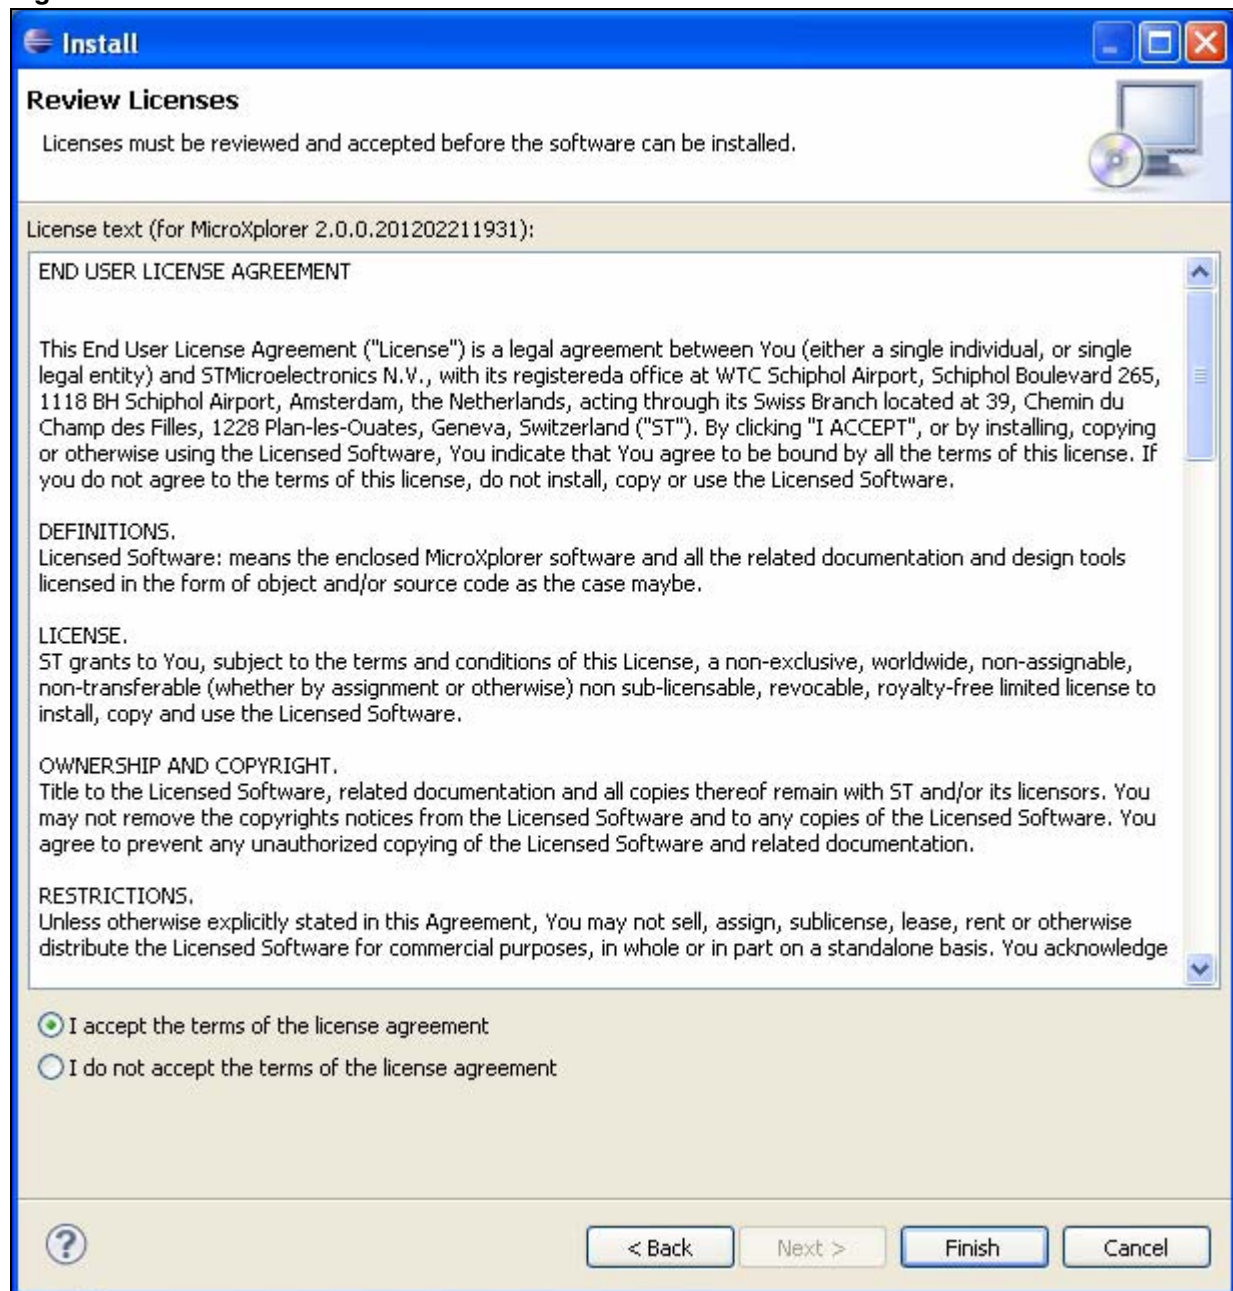 Install
Review Licenses
Licenses must be reviewed and accepted before the software can be installed.
License text (for MicroXplorer 2.0.0.201202211931):
END USER LICENSE AGREEMENT
This End User License Agreement ("License") is a legal agreement between You (either a single individual, or single
legal entity) and STMicroelectronics N.V., with its registereda office at WTC Schiphol Airport, Schiphol Boulevard 265,
1118 BH Schiphol Airport, Amsterdam, the Netherlands, acting through its Swiss Branch located at 39, Chemin du
Champ des Filles, 1228 Plan-les-Ouates, Geneva, Switzerland ("ST"). By clicking "I ACCEPT", or by installing, copying
or otherwise using the Licensed Software, You indicate that You agree to be bound by all the terms of this license. If
you do not agree to the terms of this license, do not install, copy or use the Licensed Software.
DEFINITIONS.
Licensed Software: means the enclosed MicroXplorer software and all the related documentation and design tools
licensed in the form of object and/or source code as the case maybe.
LICENSE.
ST grants to You, subject to the terms and conditions of this License, a non-exclusive, worldwide, non-assignable,
non-transferable (whether by assignment or otherwise) non sub-licensable, revocable, royalty-free limited license to
install, copy and use the Licensed Software.
OWNERSHIP AND COPYRIGHT.
Title to the Licensed Software, related documentation and all copies thereof remain with ST and/or its licensors. You
may not remove the copyrights notices from the Licensed Software and to any copies of the Licensed Software. You
agree to prevent any unauthorized copying of the Licensed Software and related documentation.
RESTRICTIONS.
Unless otherwise explicitly stated in this Agreement, You may not sell, assign, sublicense, lease, rent or otherwise
distribute the Licensed Software for commercial purposes, in whole or in part on a standalone basis. You acknowledge
I accept the terms of the license agreement
I do not accept the terms of the license agreement
? < Back Next > Finish Cancel